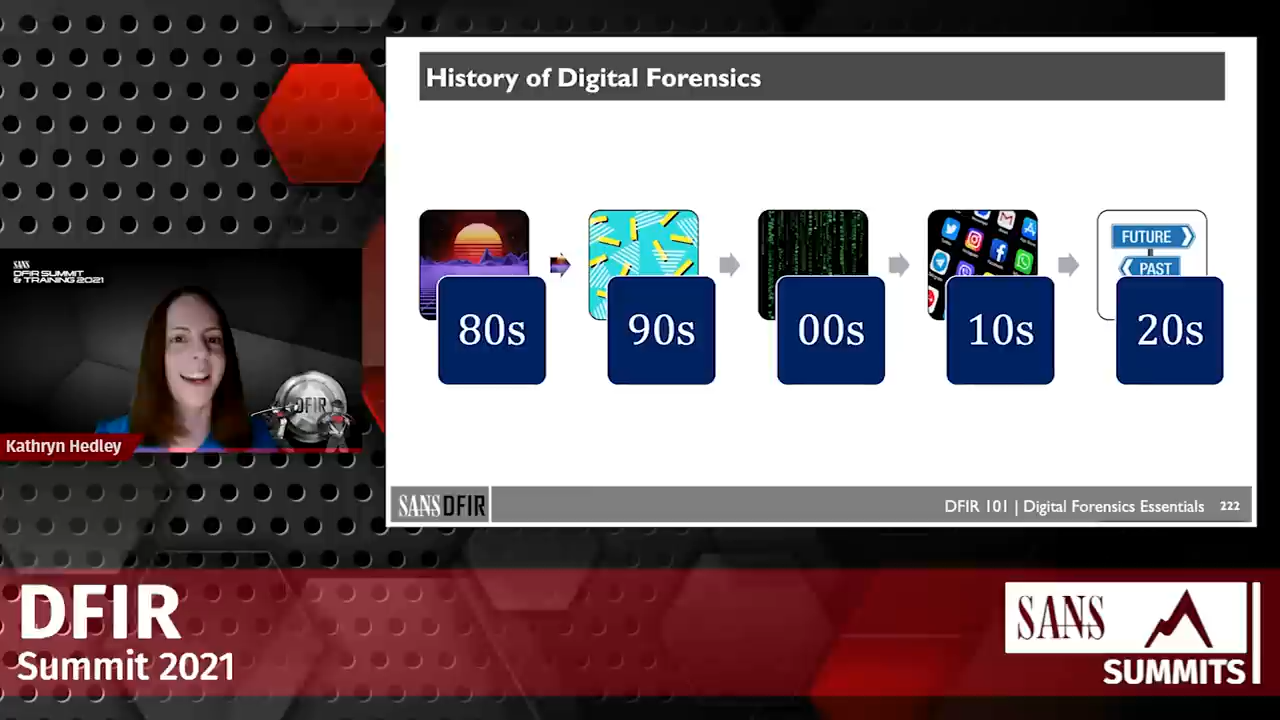 History of Digital Forensics
FUTURE
PAST
80s
90s
00s
10s
20s
SANS
DFIR SUMMIT
& TRAINING 2021
DFIR
Kathryn Hedley
SANS DFIR
DFIR 101 | Digital Forensics Essentials 222
DFIR
Summit 2021
SANS
SUMMITS